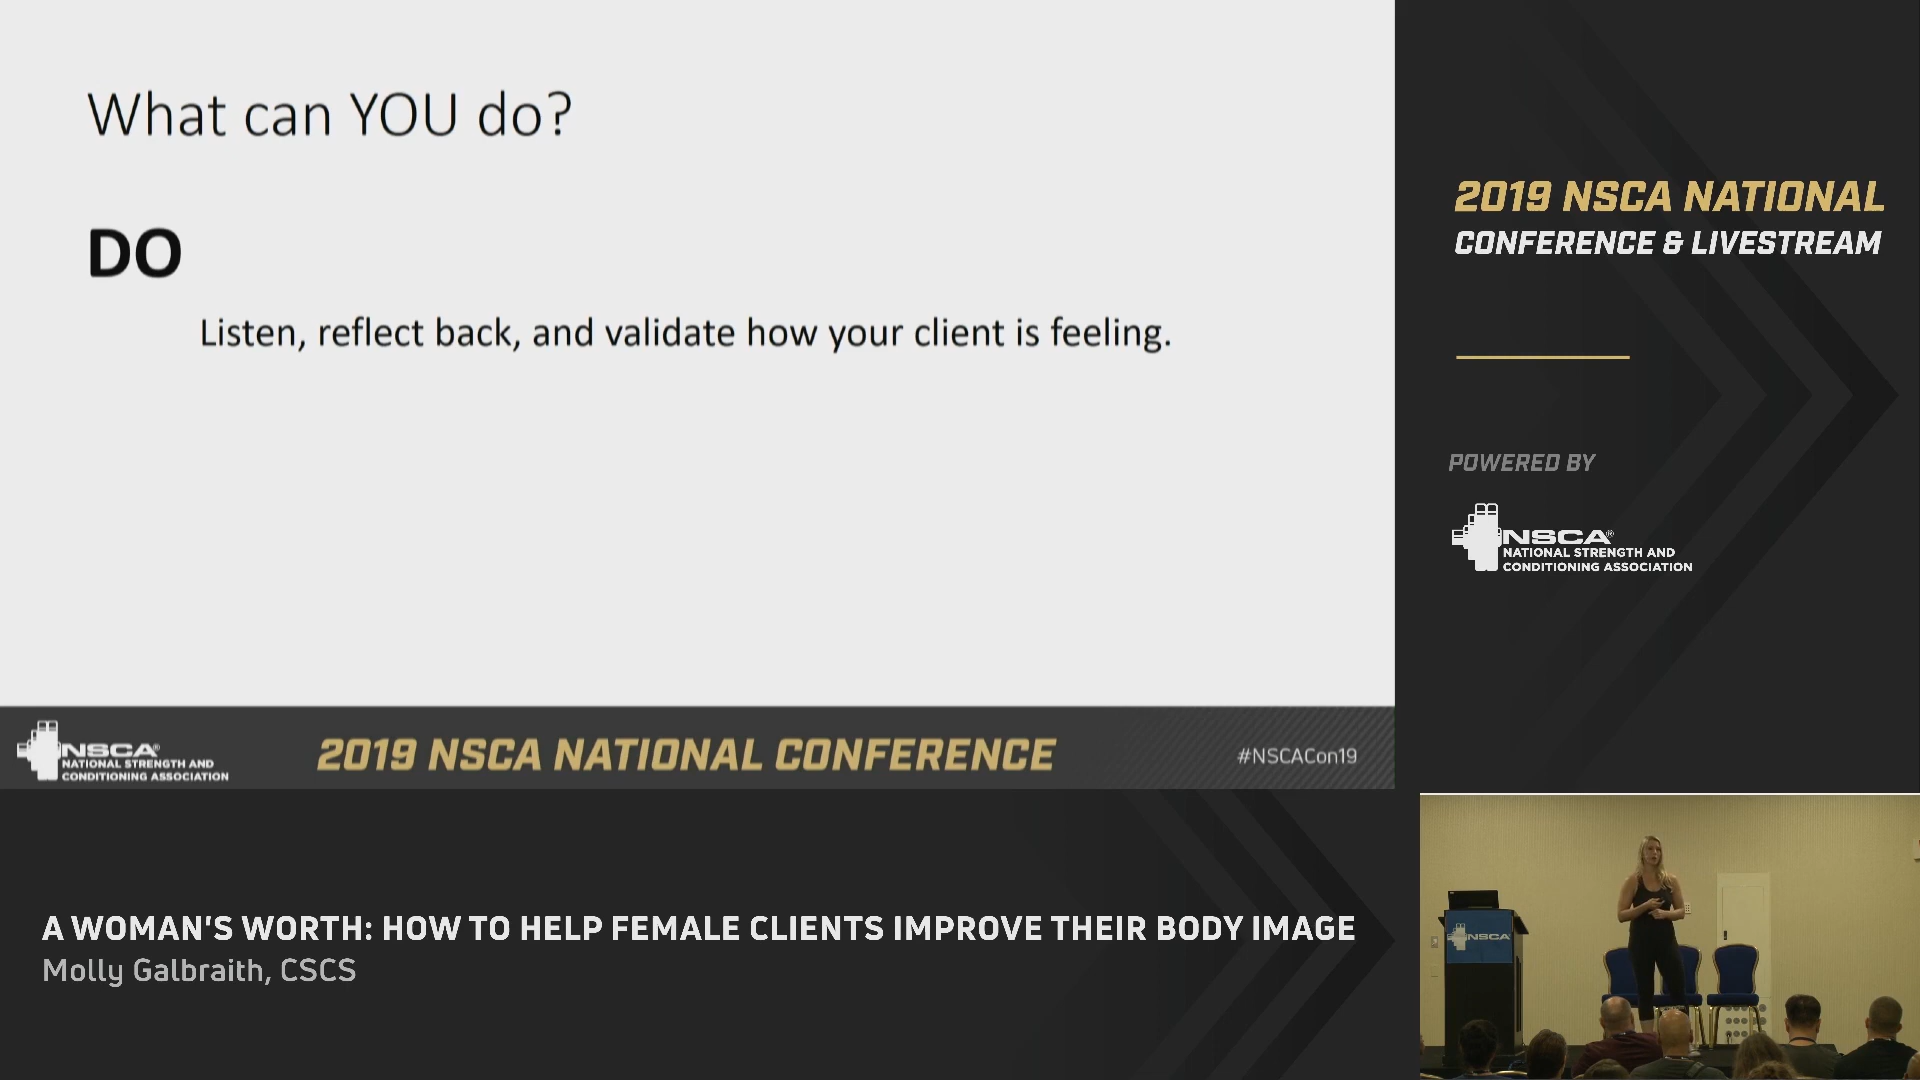 What can YOU do?
DO
Listen, reflect back, and validate how your client is feeling.
NSCA®
NATIONAL STRENGTH AND
CONDITIONING ASSOCIATION
2019 NSCA NATIONAL CONFERENCE
#NSCACon19
2019 NSCA NATIONAL
CONFERENCE & LIVESTREAM
POWERED BY
NSCA®
NATIONAL STRENGTH AND
CONDITIONING ASSOCIATION
A WOMAN'S WORTH: HOW TO HELP FEMALE CLIENTS IMPROVE THEIR BODY IMAGE
Molly Galbraith, CSCS
NSCA